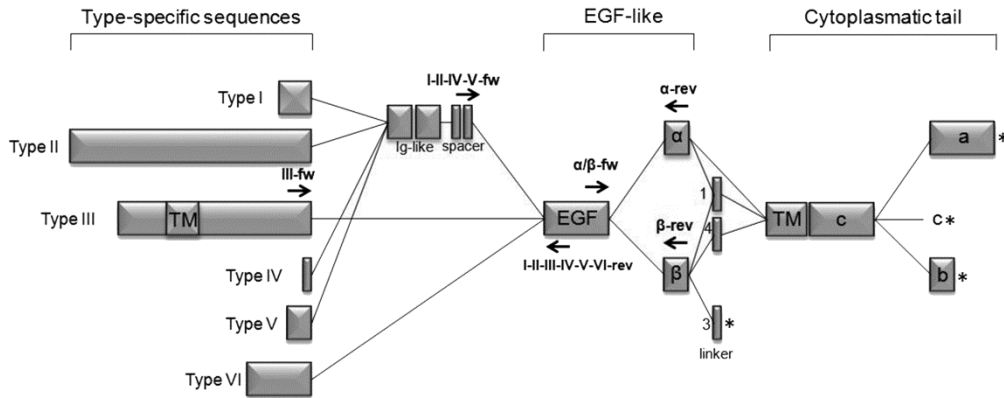 Type-specific sequences
EGF-like
Cytoplasmatic tail
I-II-IV-V-fw
α-rev
Type I
α
a
*
Type II
Ig-like
spacer
III-fw
α/β-fw
1
Type III
TM
EGF
β-rev
4
TM
c
c*
I-II-III-IV-V-VI-rev
Type IV
β
b
*
Type V
3
*
linker
Type VI